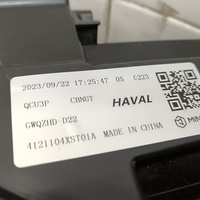 2023/09/22 17:25:47 05 C223
QCU3P CBNUT HAVAL
GWQZHD D22
4121104XST01A MADE IN CHINA